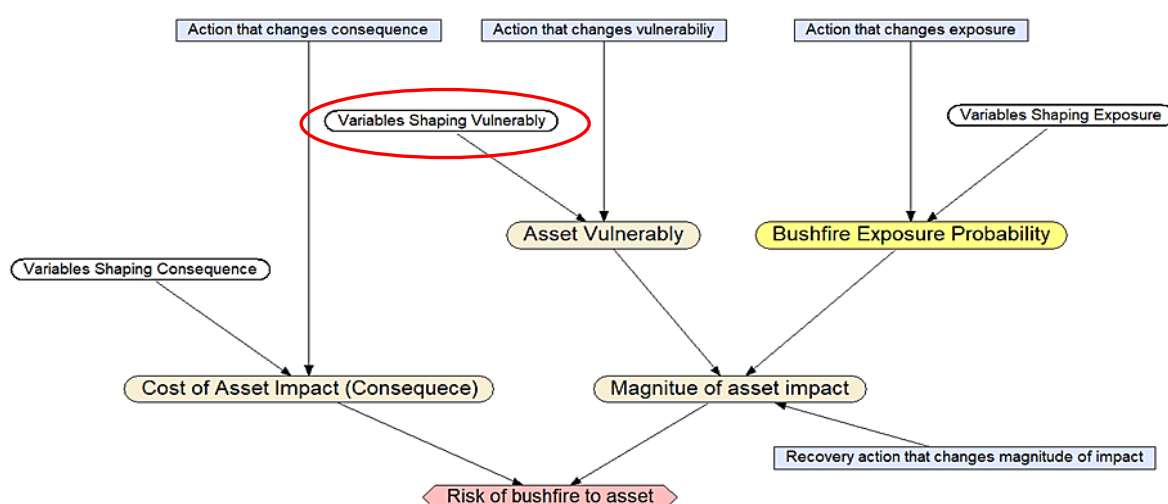 Action that changes consequence
Action that changes vulnerabiliy
Action that changes exposure
Variables Shaping Vulnerably
Variables Shaping Exposure
Asset Vulnerably
Bushfire Exposure Probability
Variables Shaping Consequence
Cost of Asset Impact (Consequece)
Magnitue of asset impact
Recovery action that changes magnitude of impact
Risk of bushfire to asset